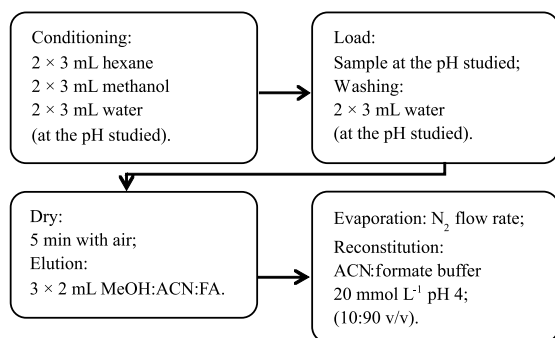 Conditioning:
2 × 3 mL hexane
2 × 3 mL methanol
2 × 3 mL water
(at the pH studied).
Load:
Sample at the pH studied;
Washing:
2 × 3 mL water
(at the pH studied).
Dry:
5 min with air;
Elution:
3 × 2 mL MeOH:ACN:FA.
Evaporation: N₂ flow rate;
Reconstitution:
ACN:formate buffer
20 mmol L⁻¹ pH 4;
(10:90 v/v).